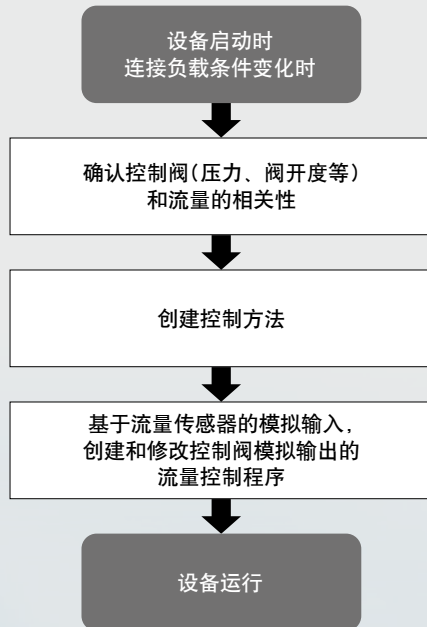 设备启动时
连接负载条件变化时
确认控制阀(压力、阀开度等)
和流量的相关性
创建控制方法
基于流量传感器的模拟输入，
创建和修改控制阀模拟输出的
流量控制程序
设备运行